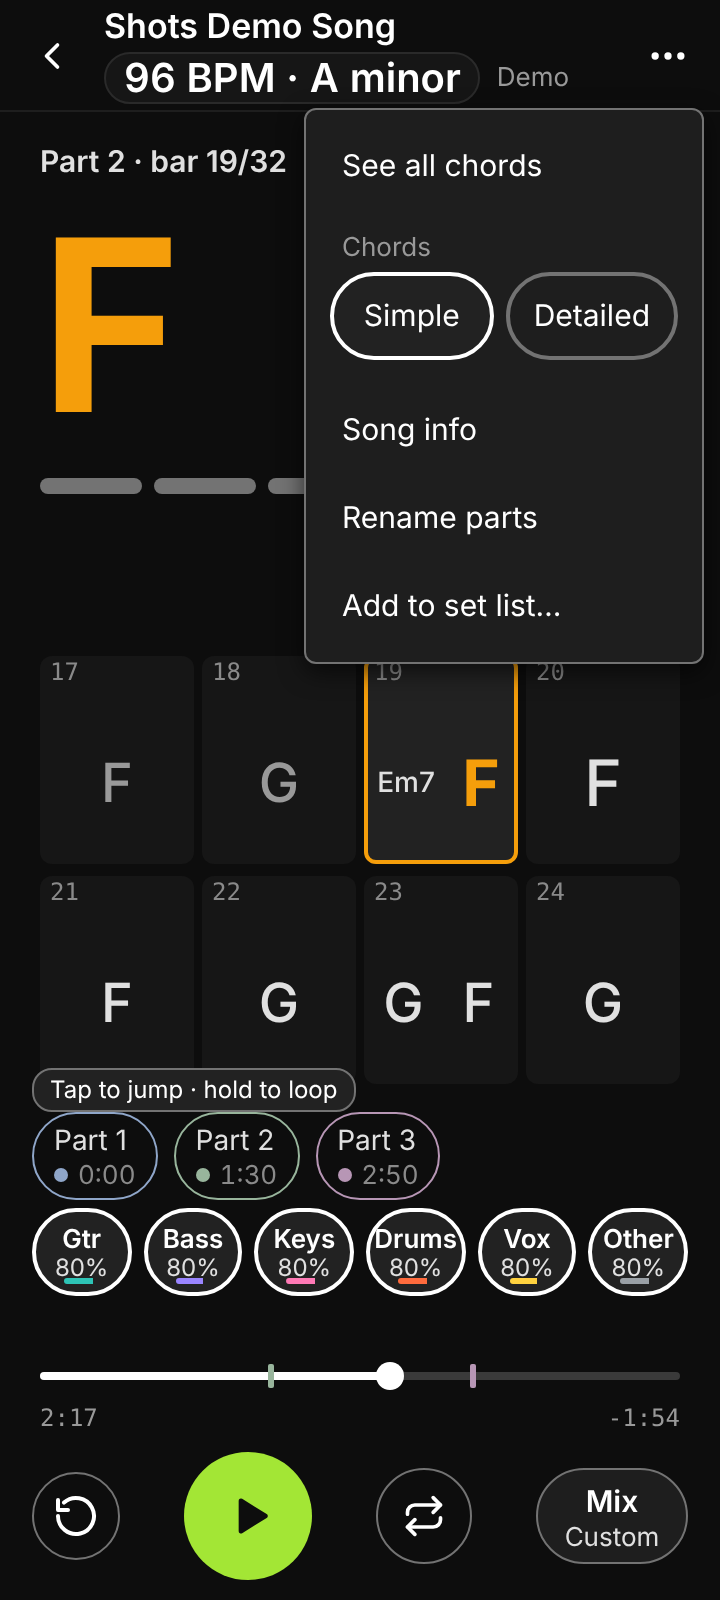 Shots Demo Song
96 BPM · A minor
Demo
Part 2 · bar 19/32
F
See all chords
Chords
Simple Detailed
Song info
Rename parts
Add to set list...
17 18 19 20
F G Em7 F F
21 22 23 24
F G G F G
Tap to jump · hold to loop
Part 1 Part 2 Part 3
0:00 1:30 2:50
Gtr Bass Keys Drums Vox Other
80% 80% 80% 80% 80% 80%
2:17 -1:54
Mix
Custom